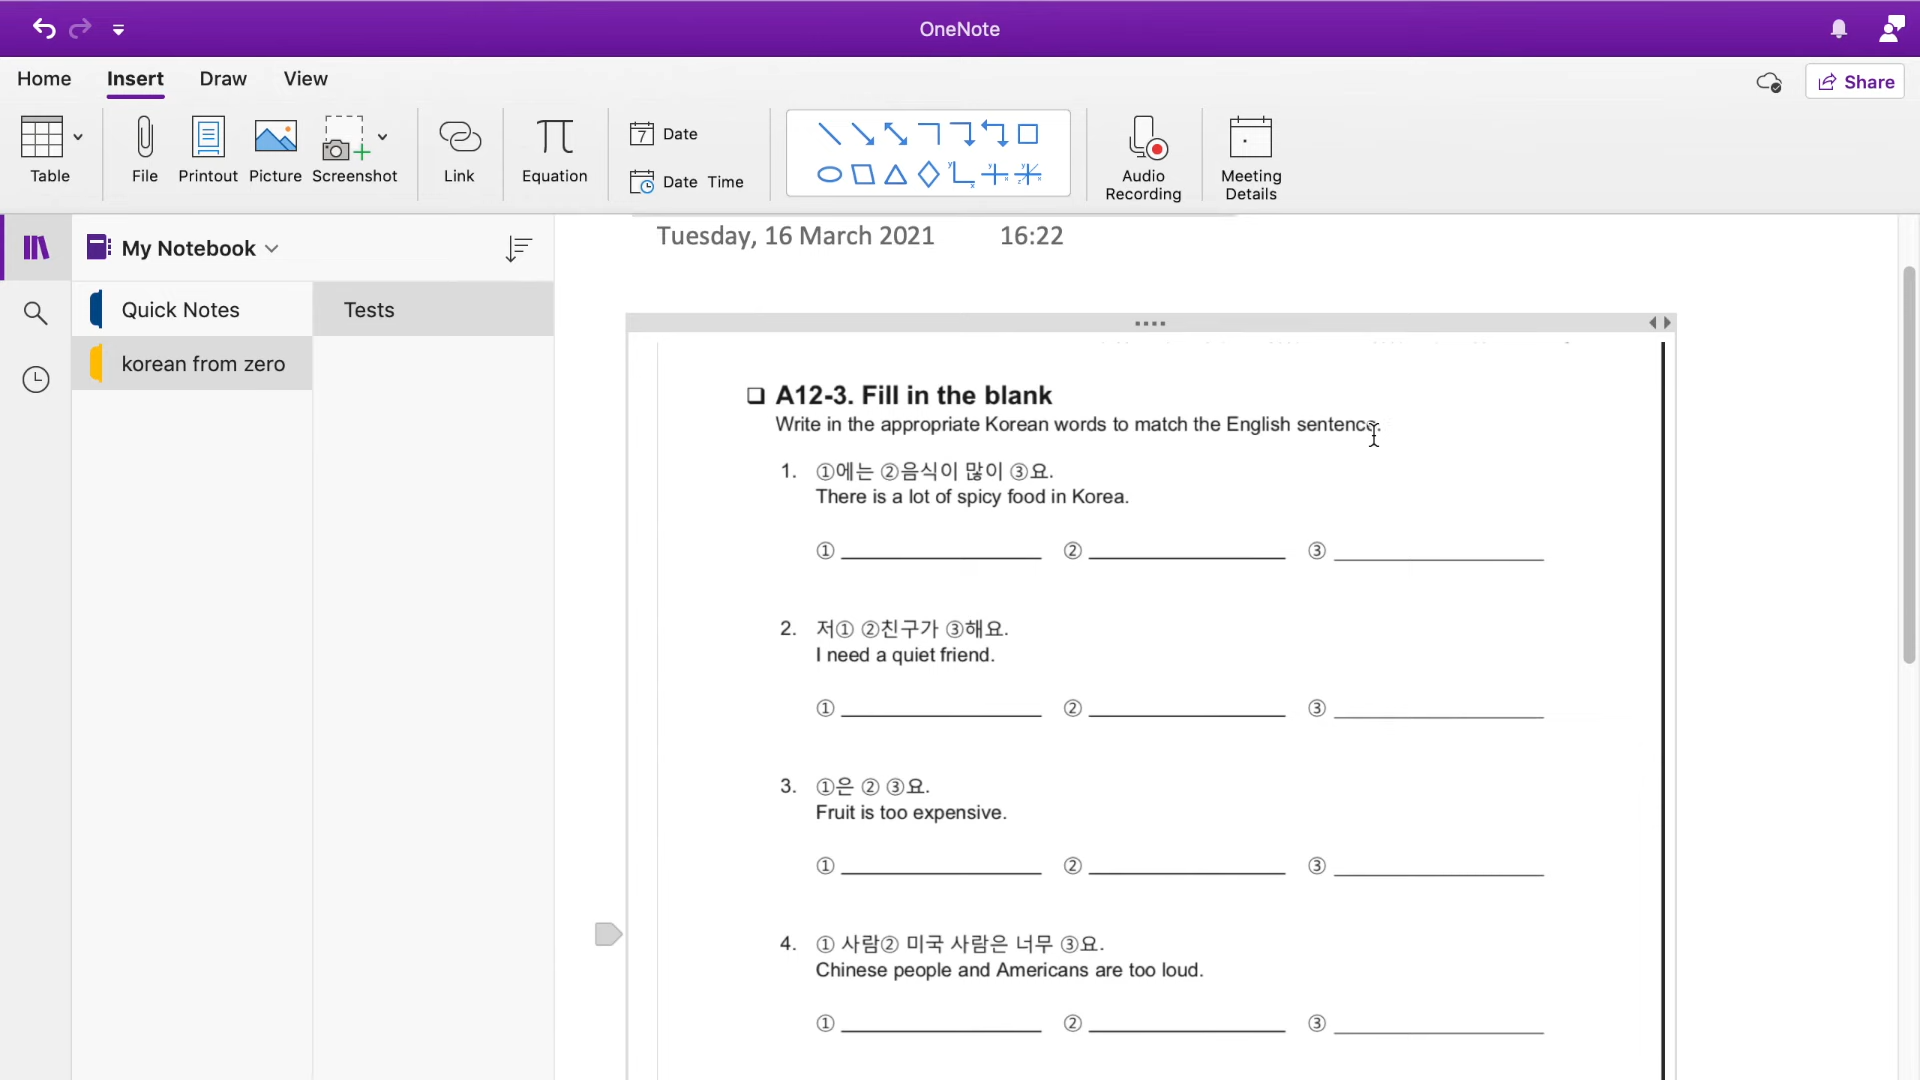 OneNote
Home Insert Draw View
Share
Table File Printout Picture Screenshot Link Equation
7 Date
Date Time
Audio Recording
Meeting Details
My Notebook
Quick Notes
korean from zero
Tests
Tuesday, 16 March 2021 16:22
❏ A12-3. Fill in the blank
Write in the appropriate Korean words to match the English sentence.
1. ①에는 ②음식이 많이 ③요.
There is a lot of spicy food in Korea.
① ② ③
2. 저① ②친구가 ③해요.
I need a quiet friend.
① ② ③
3. ①은 ② ③요.
Fruit is too expensive.
① ② ③
4. ① 사람② 미국 사람은 너무 ③요.
Chinese people and Americans are too loud.
① ② ③